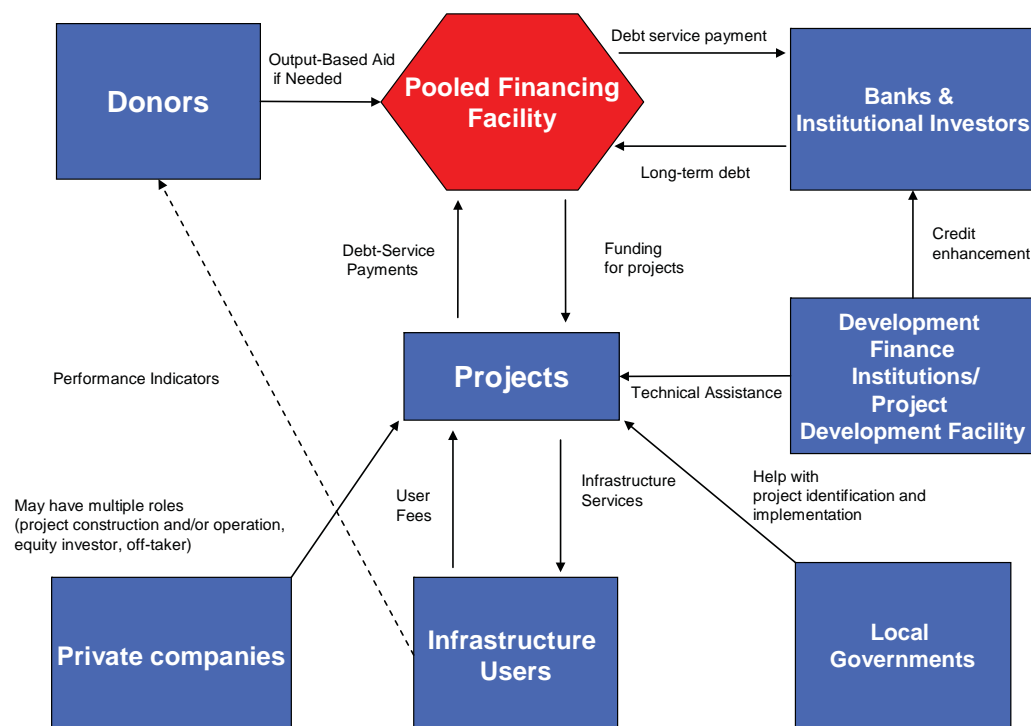 Output-Based Aid
if Needed
Debt service payment
Donors
Pooled Financing
Facility
Banks &
Institutional Investors
Long-term debt
Debt-Service
Payments
Funding
for projects
Credit
enhancement
Performance Indicators
Projects
Technical Assistance
Development
Finance
Institutions/
Project
Development Facility
May have multiple roles
(project construction and/or operation,
equity investor, off-taker)
User
Fees
Infrastructure
Services
Help with
project identification and
implementation
Private companies
Infrastructure
Users
Local
Governments